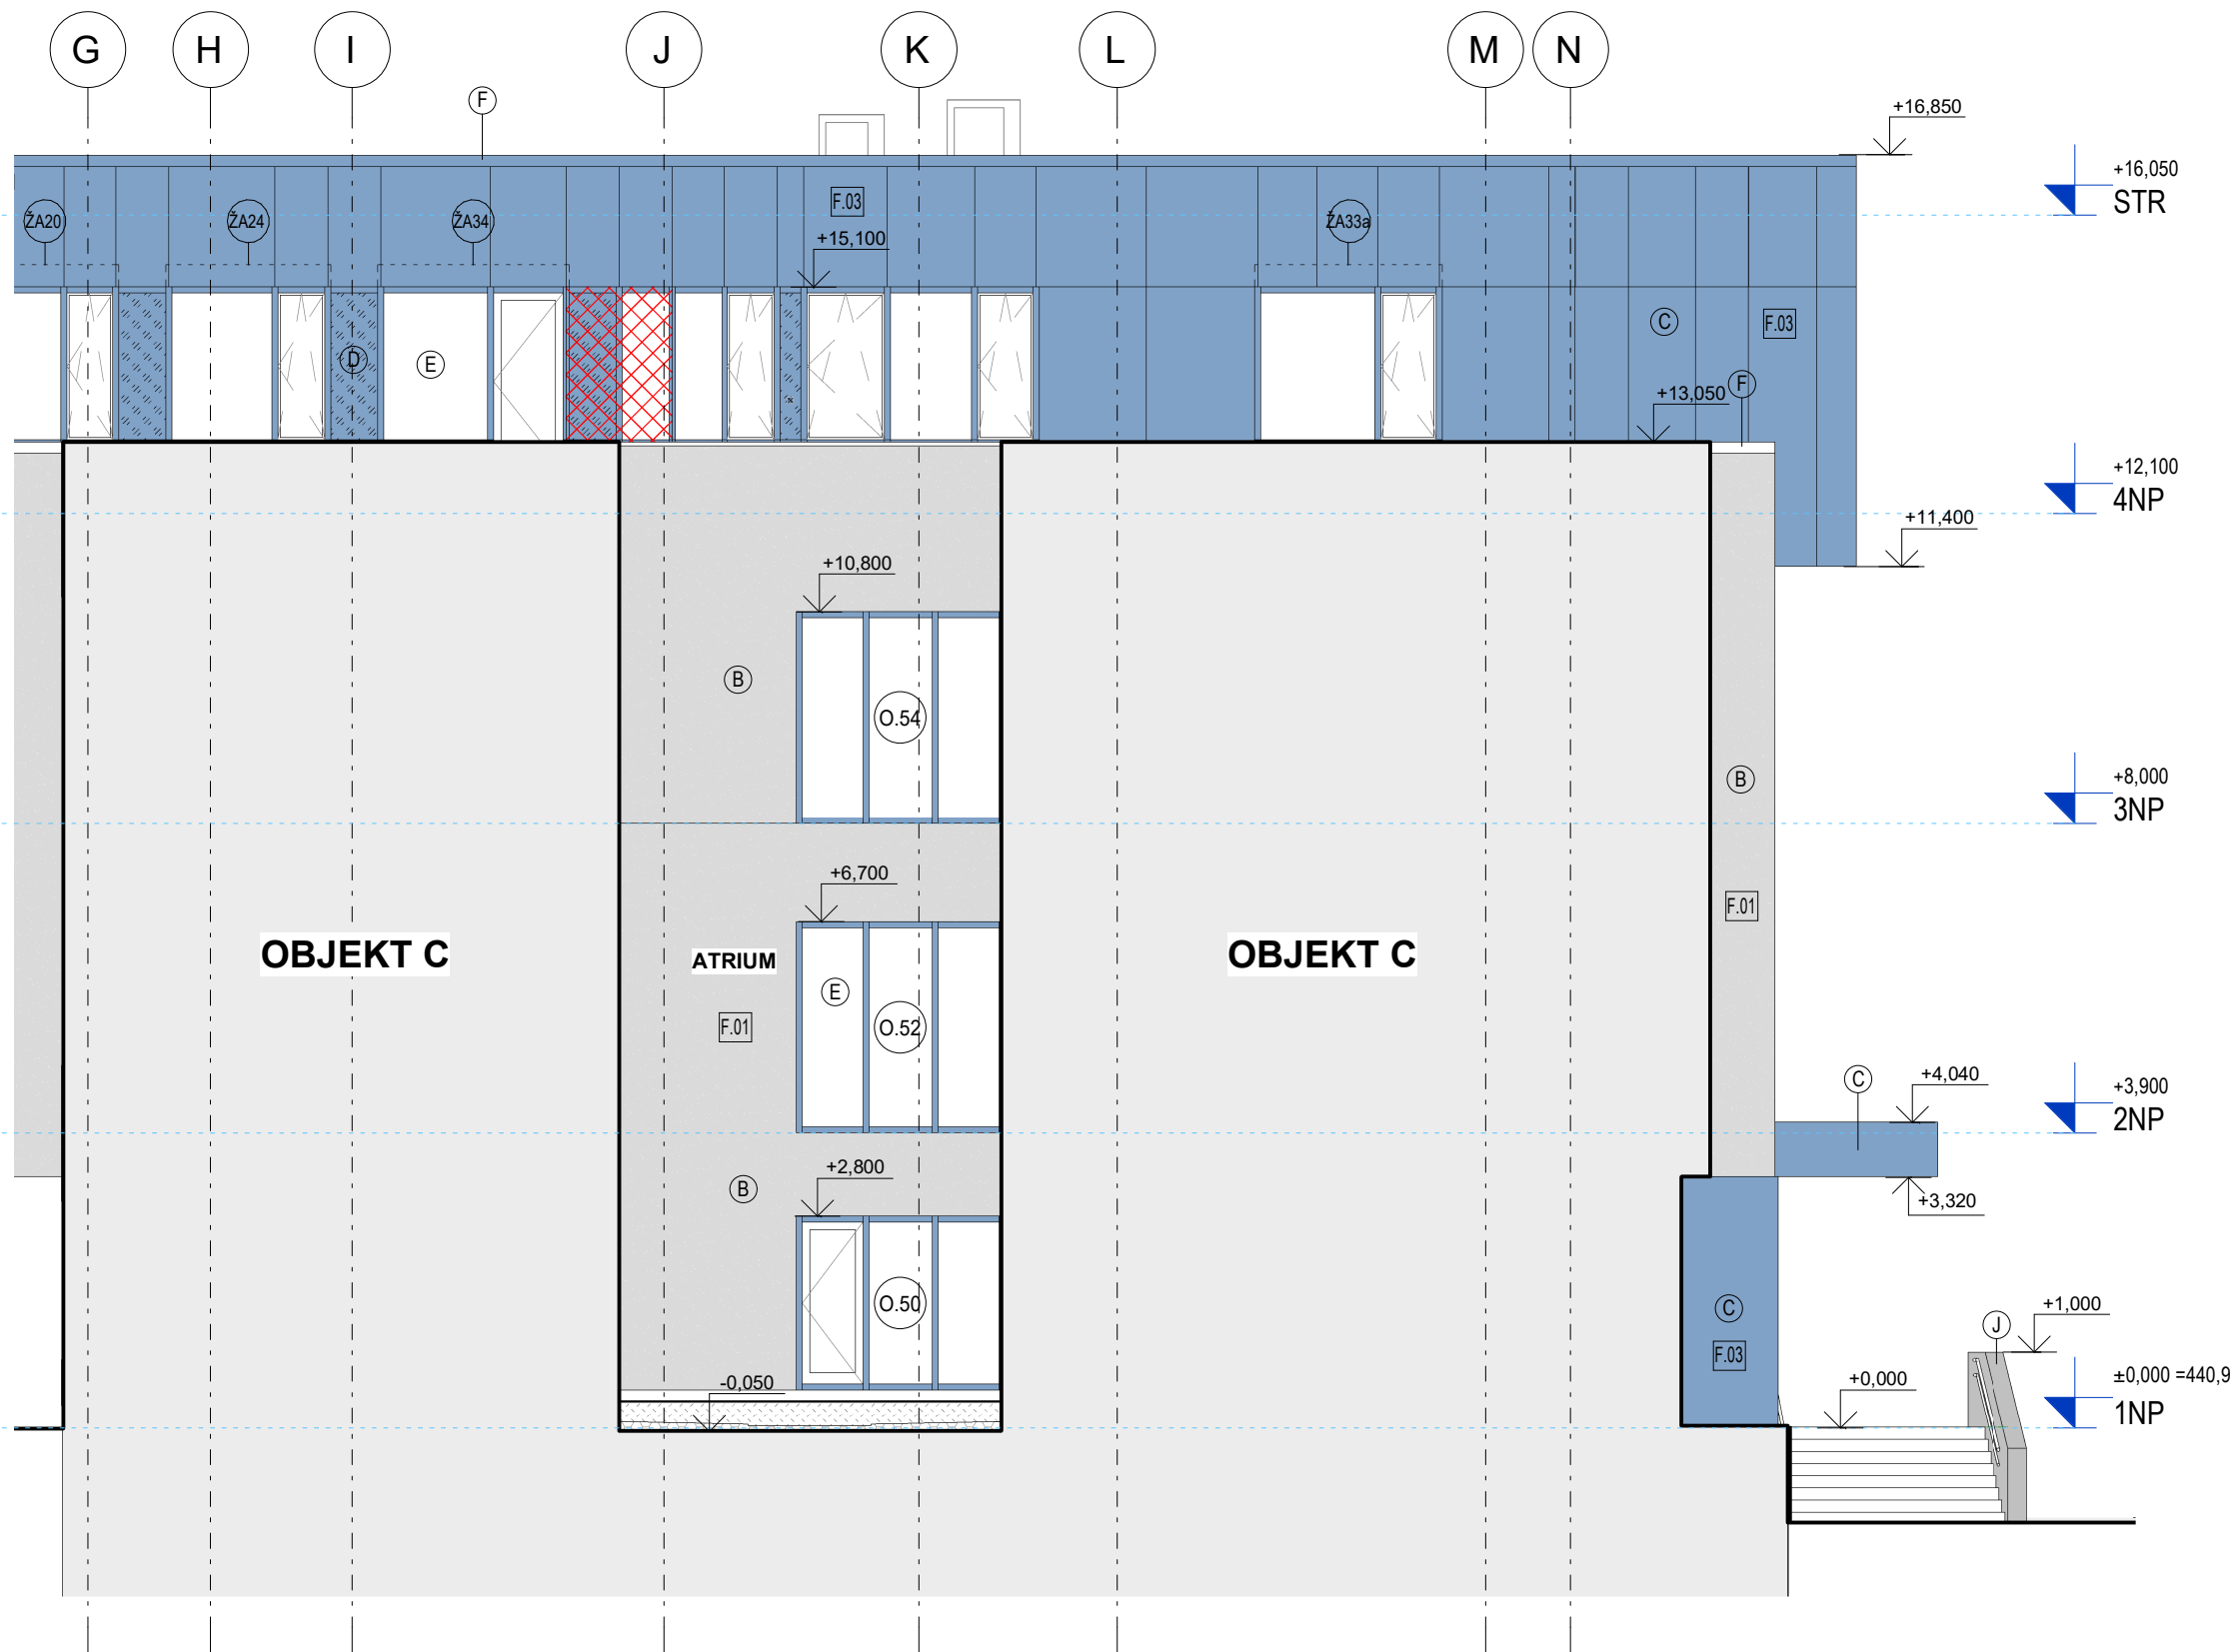 G H I J K L M N
F
+16,850
+16,050
STR
ŽA20 ŽA24 ŽA34 F.03 ŽA33a
+15,100
C F.03
D E
+13,050 F
+12,100
4NP
+11,400
+10,800
B
O.54
B
+8,000
3NP
+6,700
F.01
OBJEKT C ATRIUM OBJEKT C
E
F.01 O.52
C +4,040
+3,900
2NP
+2,800
B
+3,320
O.50
C
+1,000
J
F.03
-0,050
+0,000
±0,000 =440,9
1NP